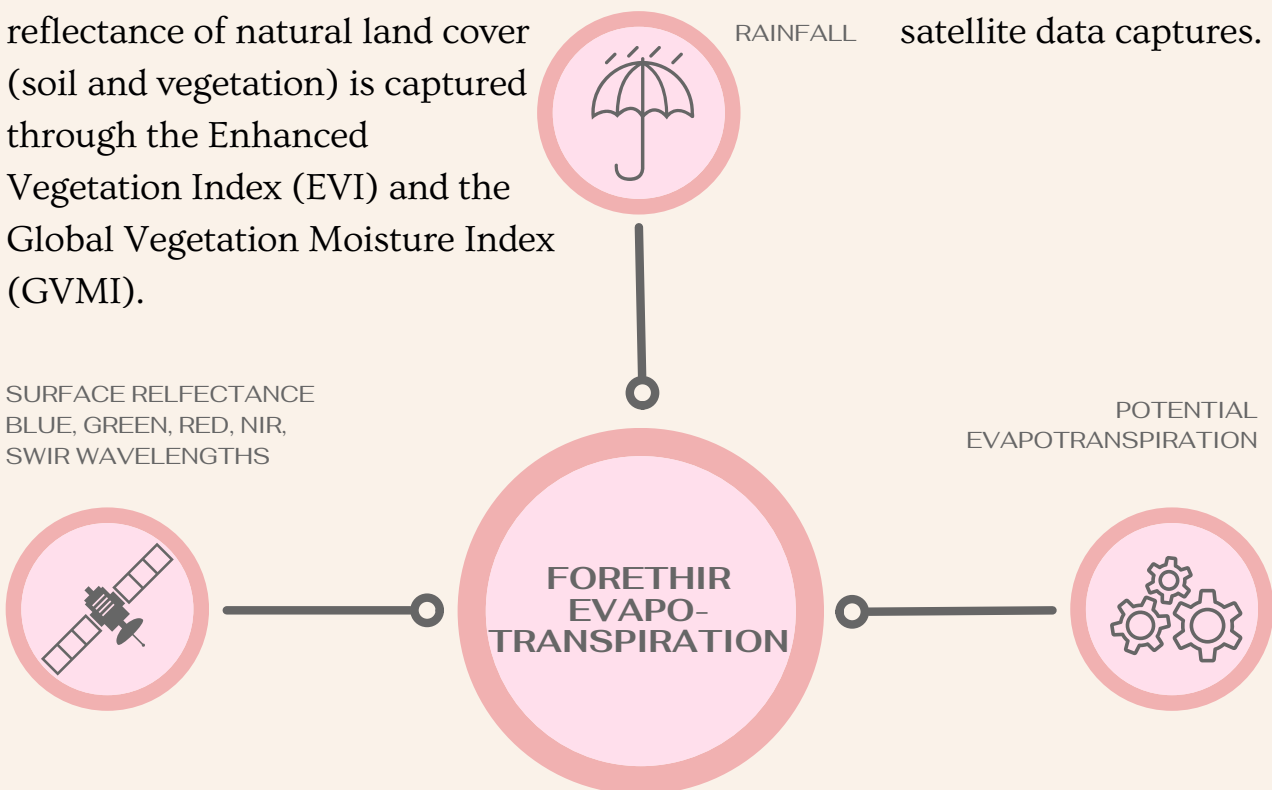 reflectance of natural land cover
(soil and vegetation) is captured
through the Enhanced
Vegetation Index (EVI) and the
Global Vegetation Moisture Index
(GVMI).
RAINFALL
satellite data captures.
SURFACE RELFECTANCE
BLUE, GREEN, RED, NIR,
SWIR WAVELENGTHS
POTENTIAL
EVAPOTRANSPIRATION
FORETHIR
EVAPO-
TRANSPIRATION